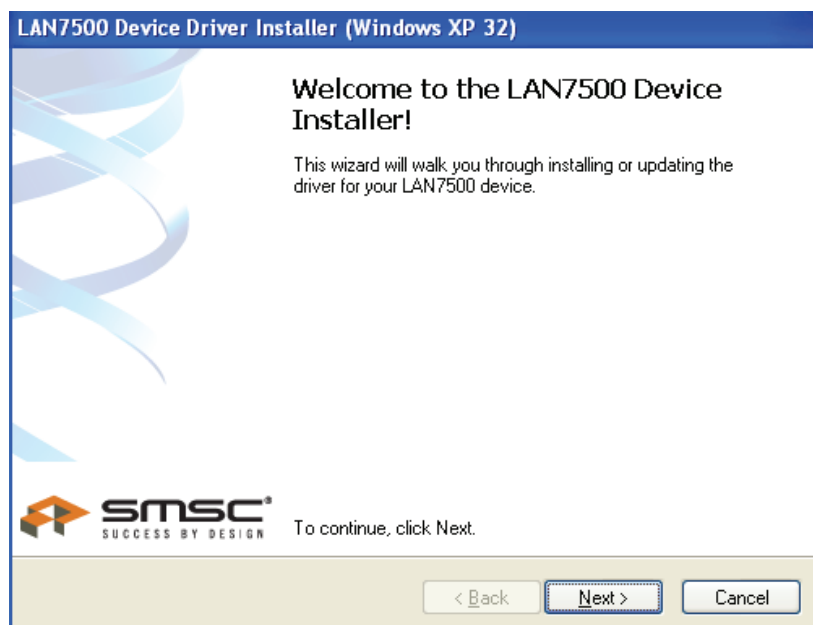 LAN7500 Device Driver Installer (Windows XP 32)
Welcome to the LAN7500 Device
Installer!
This wizard will walk you through installing or updating the
driver for your LAN7500 device.
smsc®
SUCCESS BY DESIGN
To continue, click Next.
< Back
Next >
Cancel